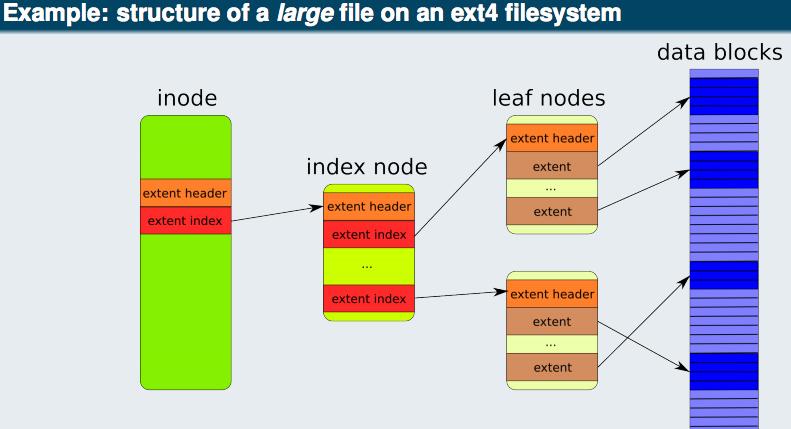 Example: structure of a large file on an ext4 filesystem
data blocks
inode
leaf nodes
index node
extent header
extent index
extent header
extent index
...
extent index
extent header
extent
...
extent
extent header
extent
...
extent